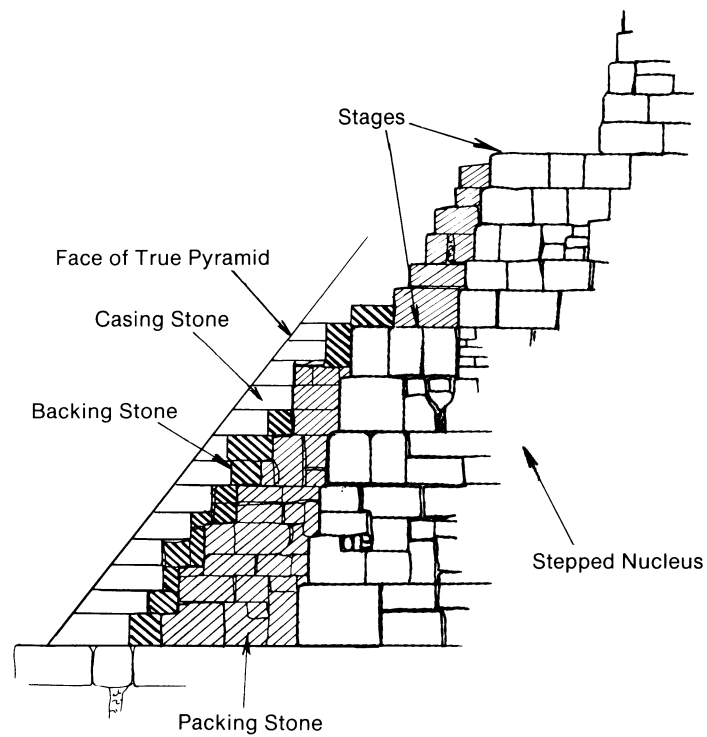 Stages
Face of True Pyramid
Casing Stone
Backing Stone
Stepped Nucleus
Packing Stone